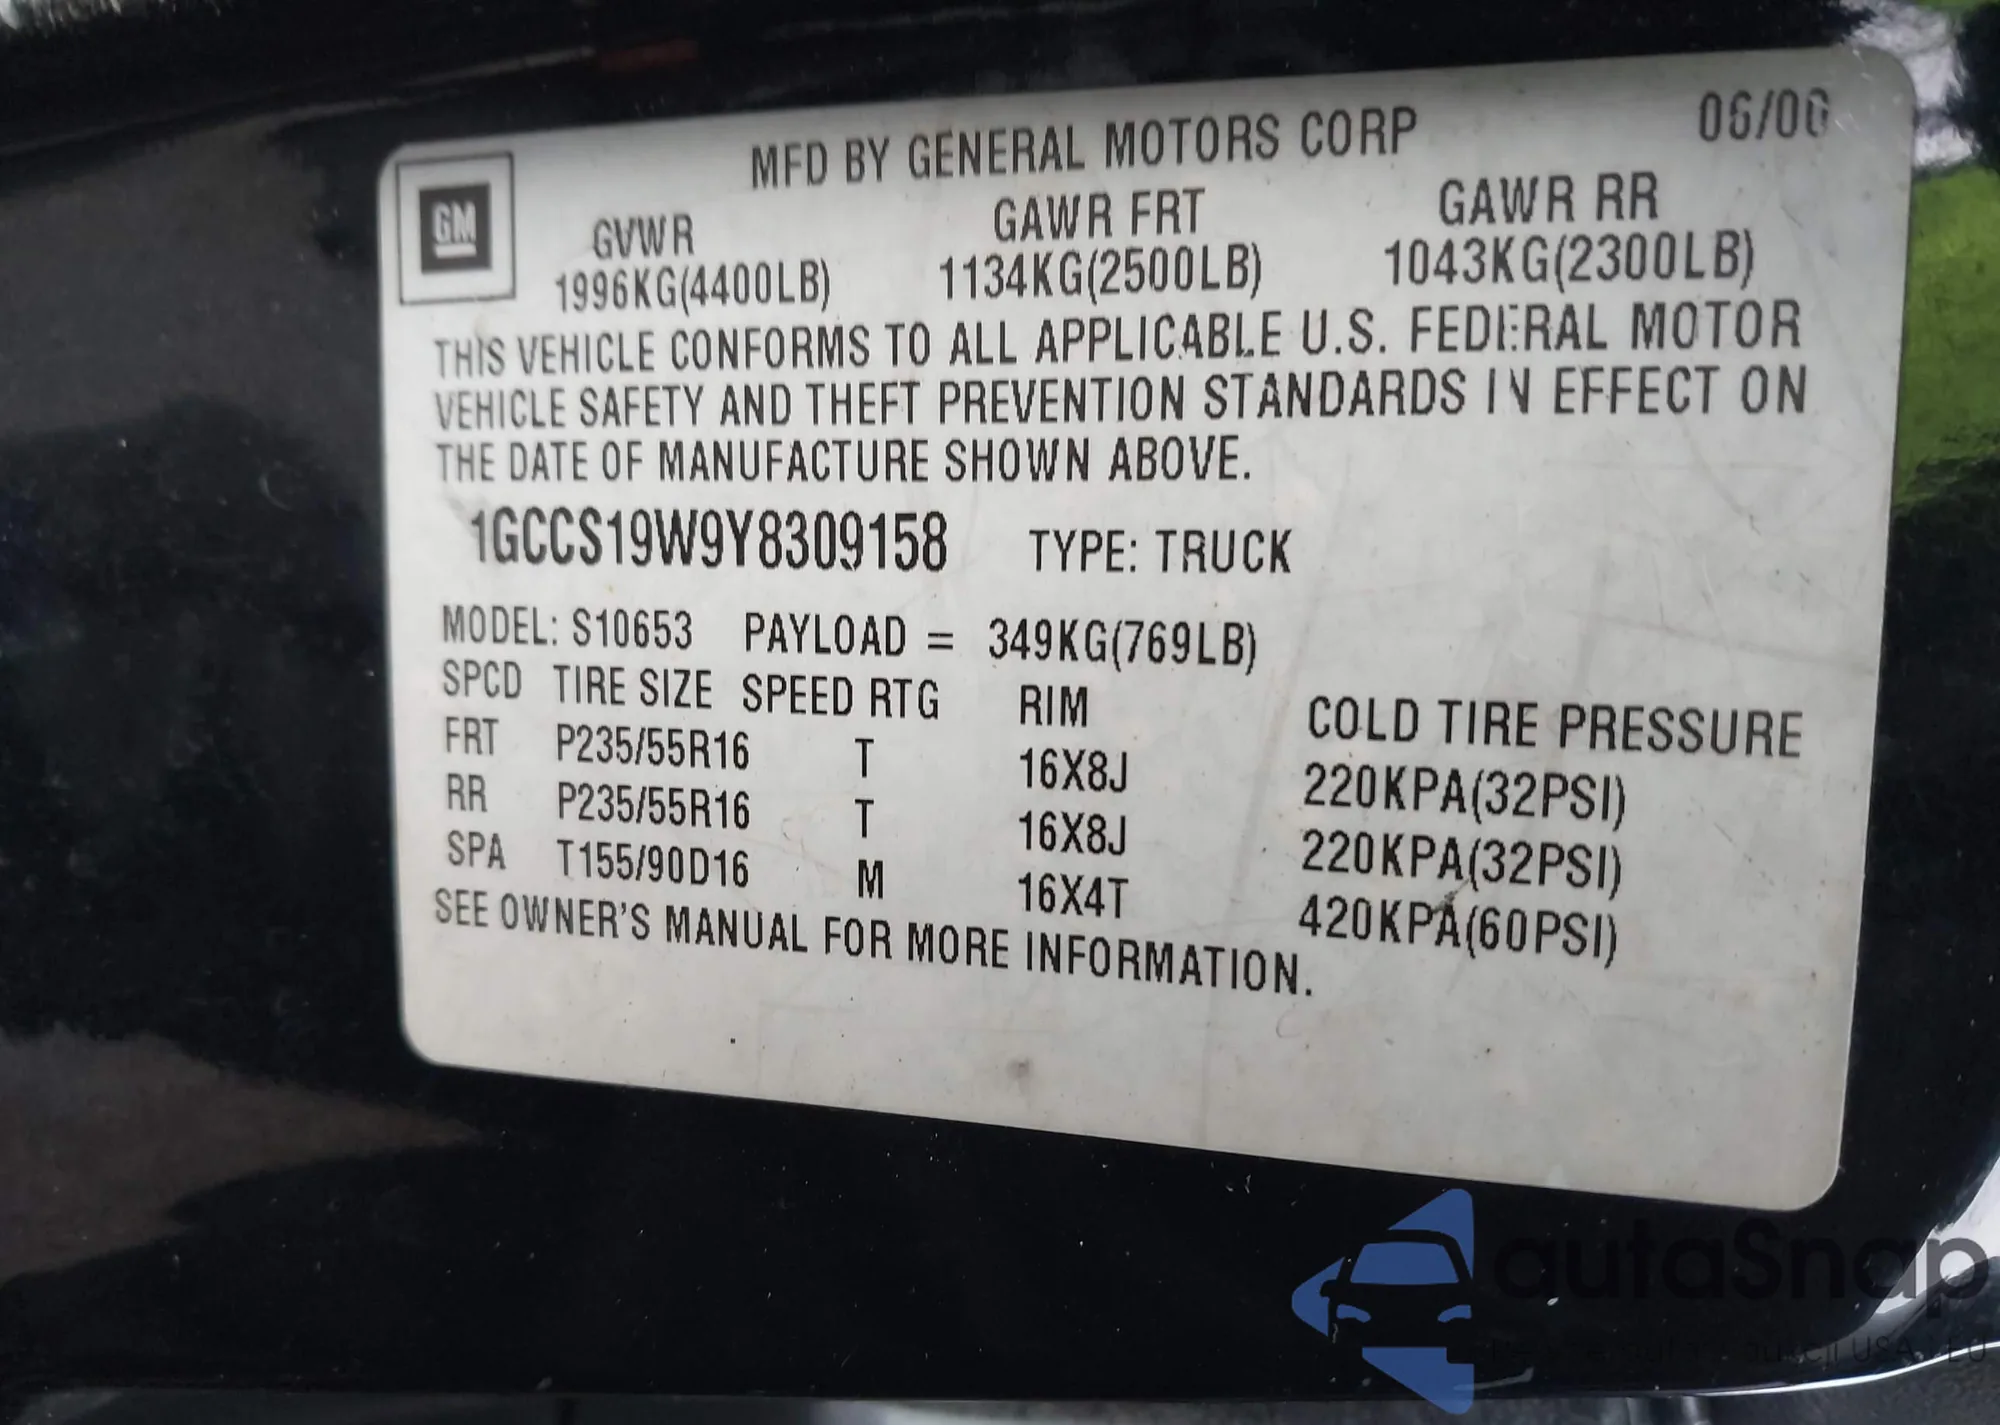 06/00
MFD BY GENERAL MOTORS CORP
GM
GVWR GAWR FRT GAWR RR
1996KG(4400LB) 1134KG(2500LB) 1043KG(2300LB)
THIS VEHICLE CONFORMS TO ALL APPLICABLE U.S. FEDERAL MOTOR
VEHICLE SAFETY AND THEFT PREVENTION STANDARDS IN EFFECT ON
THE DATE OF MANUFACTURE SHOWN ABOVE.
1GCCS19W9Y8309158 TYPE: TRUCK
MODEL: S10653 PAYLOAD = 349KG(769LB)
SPCD TIRE SIZE SPEED RTG RIM COLD TIRE PRESSURE
FRT P235/55R16 T 16X8J 220KPA(32PSI)
RR P235/55R16 T 16X8J 220KPA(32PSI)
SPA T155/90D16 M 16X4T 420KPA(60PSI)
SEE OWNER'S MANUAL FOR MORE INFORMATION.
autaSnap
USA